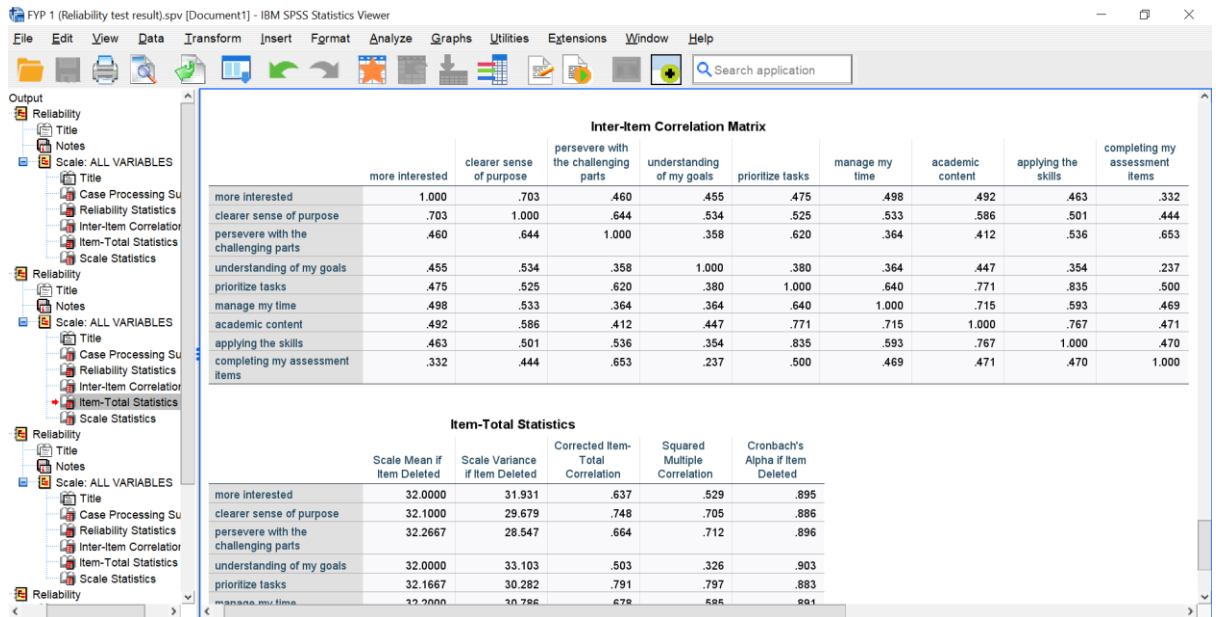 FYP 1 (Reliability test result).spv [Document1] - IBM SPSS Statistics Viewer
File Edit View Data Transform Insert Format Analyze Graphs Utilities Extensions Window Help
Search application
Output
Reliability
Title
Notes
Scale: ALL VARIABLES
Title
Case Processing Su
Reliability Statistics
Inter-Item Correlation
Item-Total Statistics
Scale Statistics
Reliability
Title
Notes
Scale: ALL VARIABLES
Title
Case Processing Su
Reliability Statistics
Inter-Item Correlation
Item-Total Statistics
Scale Statistics
Reliability
Title
Notes
Scale: ALL VARIABLES
Title
Case Processing Su
Reliability Statistics
Inter-Item Correlation
Item-Total Statistics
Scale Statistics
Reliability
Inter-Item Correlation Matrix
more interested clearer sense of purpose persevere with the challenging parts understanding of my goals prioritize tasks manage my time academic content applying the skills completing my assessment items
more interested 1.000 .703 .460 .455 .475 .498 .492 .463 .332
clearer sense of purpose .703 1.000 .644 .534 .525 .533 .586 .501 .444
persevere with the challenging parts .460 .644 1.000 .358 .620 .364 .412 .536 .653
understanding of my goals .455 .534 .358 1.000 .380 .364 .447 .354 .237
prioritize tasks .475 .525 .620 .380 1.000 .640 .771 .835 .500
manage my time .498 .533 .364 .364 .640 1.000 .715 .593 .469
academic content .492 .586 .412 .447 .771 .715 1.000 .767 .471
applying the skills .463 .501 .536 .354 .835 .593 .767 1.000 .470
completing my assessment items .332 .444 .653 .237 .500 .469 .471 .470 1.000
Item-Total Statistics
Scale Mean if Item Deleted Scale Variance if Item Deleted Corrected Item-Total Correlation Squared Multiple Correlation Cronbach's Alpha if Item Deleted
more interested 32.0000 31.931 .637 .529 .895
clearer sense of purpose 32.1000 29.679 .748 .705 .886
persevere with the challenging parts 32.2667 28.547 .664 .712 .896
understanding of my goals 32.0000 33.103 .503 .326 .903
prioritize tasks 32.1667 30.282 .791 .797 .883
manage my time 32.2000 30.786 .678 .585 .891